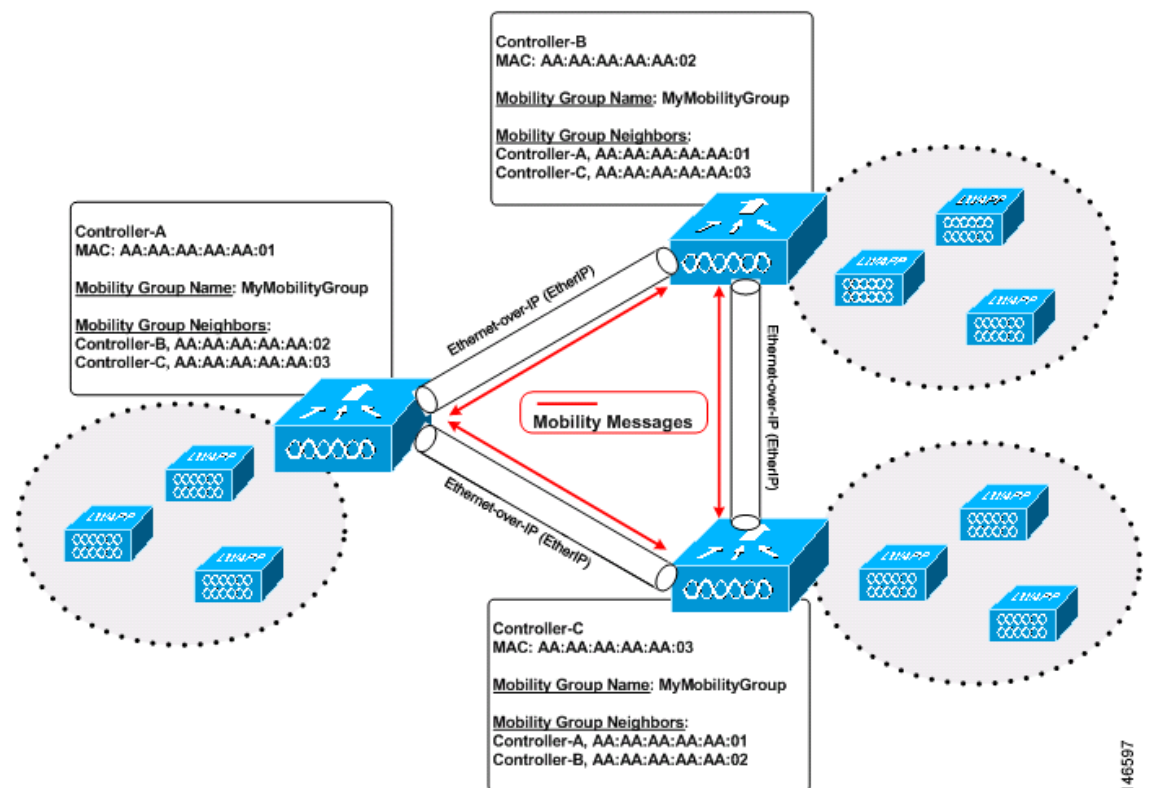 Controller-B
MAC: AA:AA:AA:AA:AA:02
Mobility Group Name: MyMobilityGroup
Mobility Group Neighbors:
Controller-A, AA:AA:AA:AA:AA:01
Controller-C, AA:AA:AA:AA:AA:03
Controller-A
MAC: AA:AA:AA:AA:AA:01
Mobility Group Name: MyMobilityGroup
Mobility Group Neighbors:
Controller-B, AA:AA:AA:AA:AA:02
Controller-C, AA:AA:AA:AA:AA:03
LWAPP
LWAPP
LWAPP
Ethernet-over-IP (EtherIP)
Ethernet-over-IP (EtherIP)
Mobility Messages
Ethernet-over-IP (EtherIP)
LWAPP
LWAPP
LWAPP
LWAPP
LWAPP
LWAPP
Controller-C
MAC: AA:AA:AA:AA:AA:03
Mobility Group Name: MyMobilityGroup
Mobility Group Neighbors:
Controller-A, AA:AA:AA:AA:AA:01
Controller-B, AA:AA:AA:AA:AA:02
146597